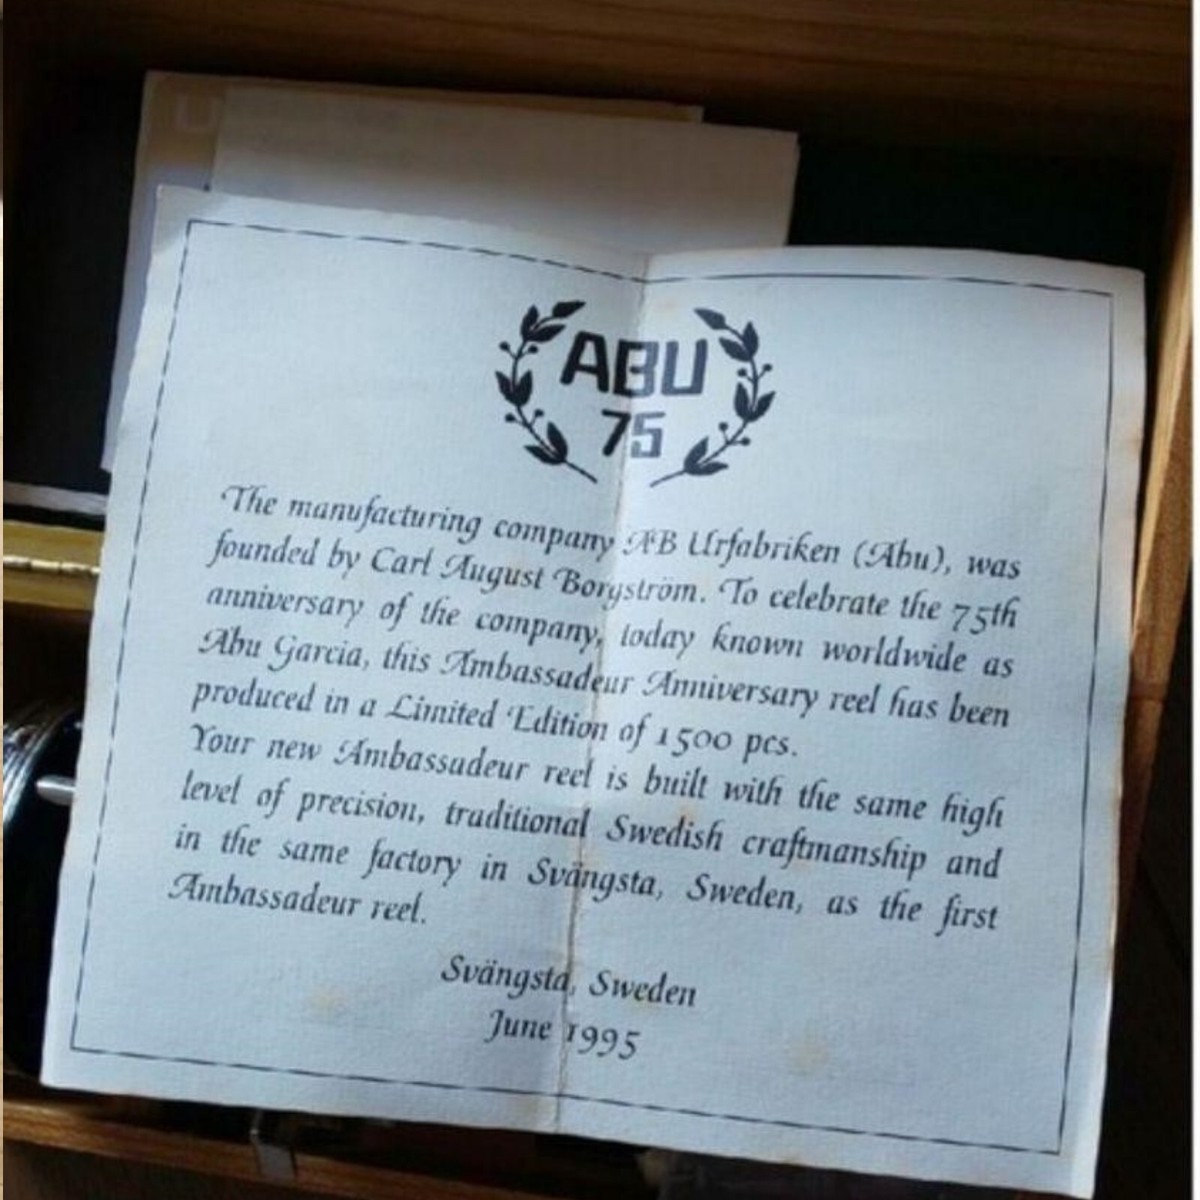 ABU
75
The manufacturing company AB Urfabriken (Abu), was
founded by Carl August Borgström. To celebrate the 75th
anniversary of the company, today known worldwide as
Abu Garcia, this Ambassadeur Anniversary reel has been
produced in a Limited Edition of 1500 pcs.
Your new Ambassadeur reel is built with the same high
level of precision, traditional Swedish craftmanship and
in the same factory in Svängsta, Sweden, as the first
Ambassadeur reel.
Svängsta, Sweden
June 1995